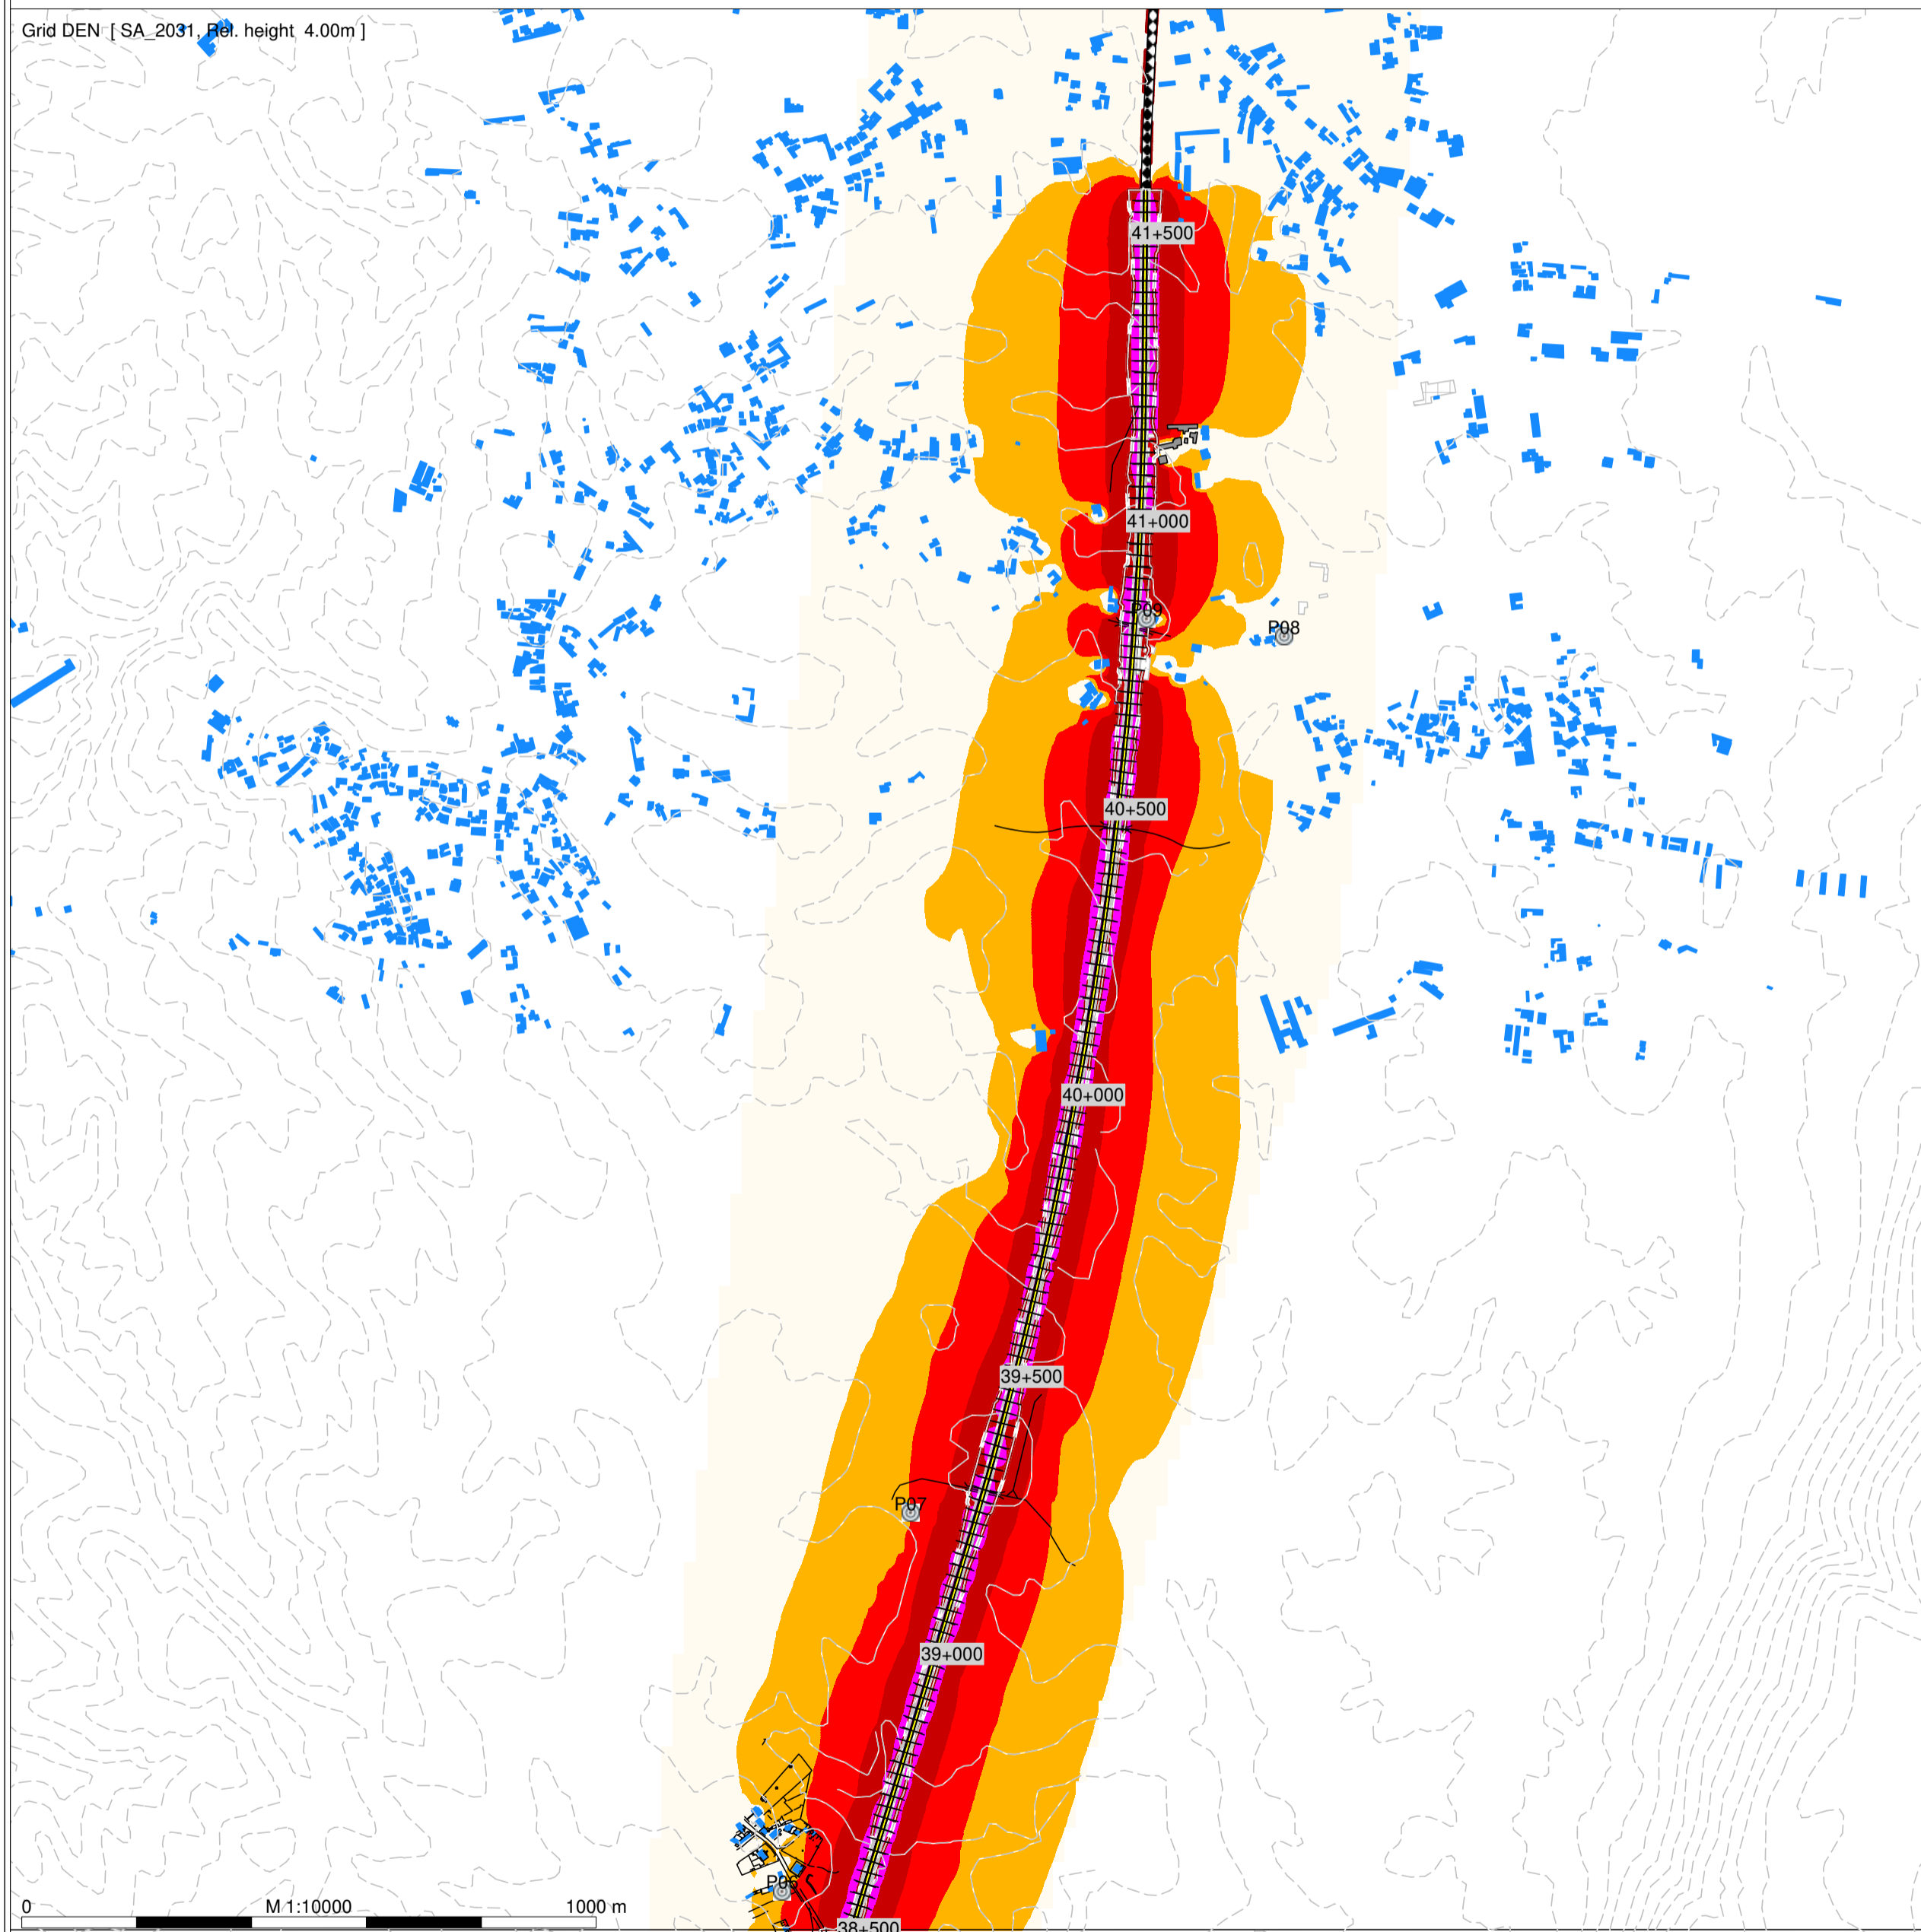 Grid DEN [ SA_2031, Rel. height 4.00m ]
41+500
41+000
P09
P08
40+500
40+000
39+500
P07
39+000
P06
0 M 1:10000 1000 m
38+500